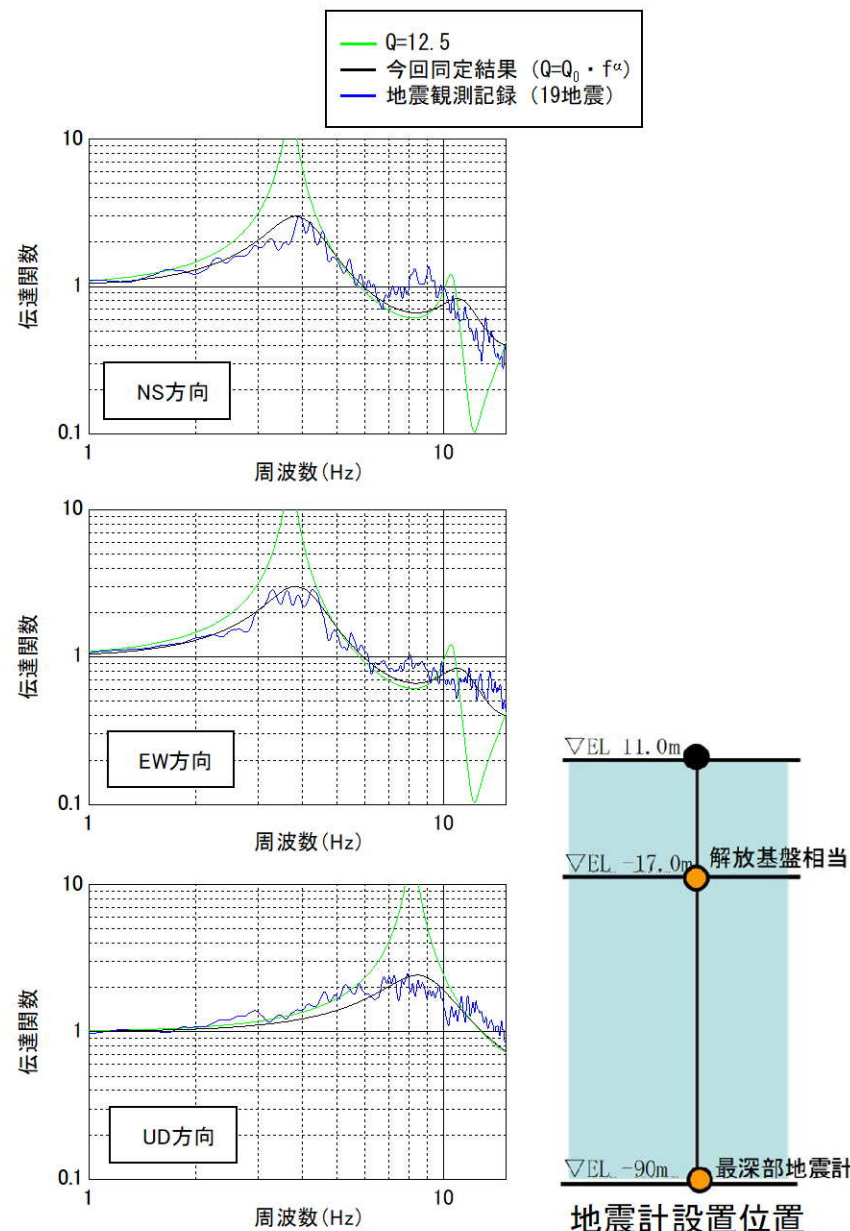 Q=12.5
今回同定結果（Q=Q₀・fᵅ）
地震観測記録（19地震）
10
1
0.1
伝達関数
NS方向
1
10
周波数(Hz)
10
1
0.1
伝達関数
EW方向
1
10
周波数(Hz)
10
1
0.1
伝達関数
UD方向
1
10
周波数(Hz)
▽EL 11.0m
▽EL -17.0m
解放基盤相当
▽EL -90m
最深部地震計
地震計設置位置